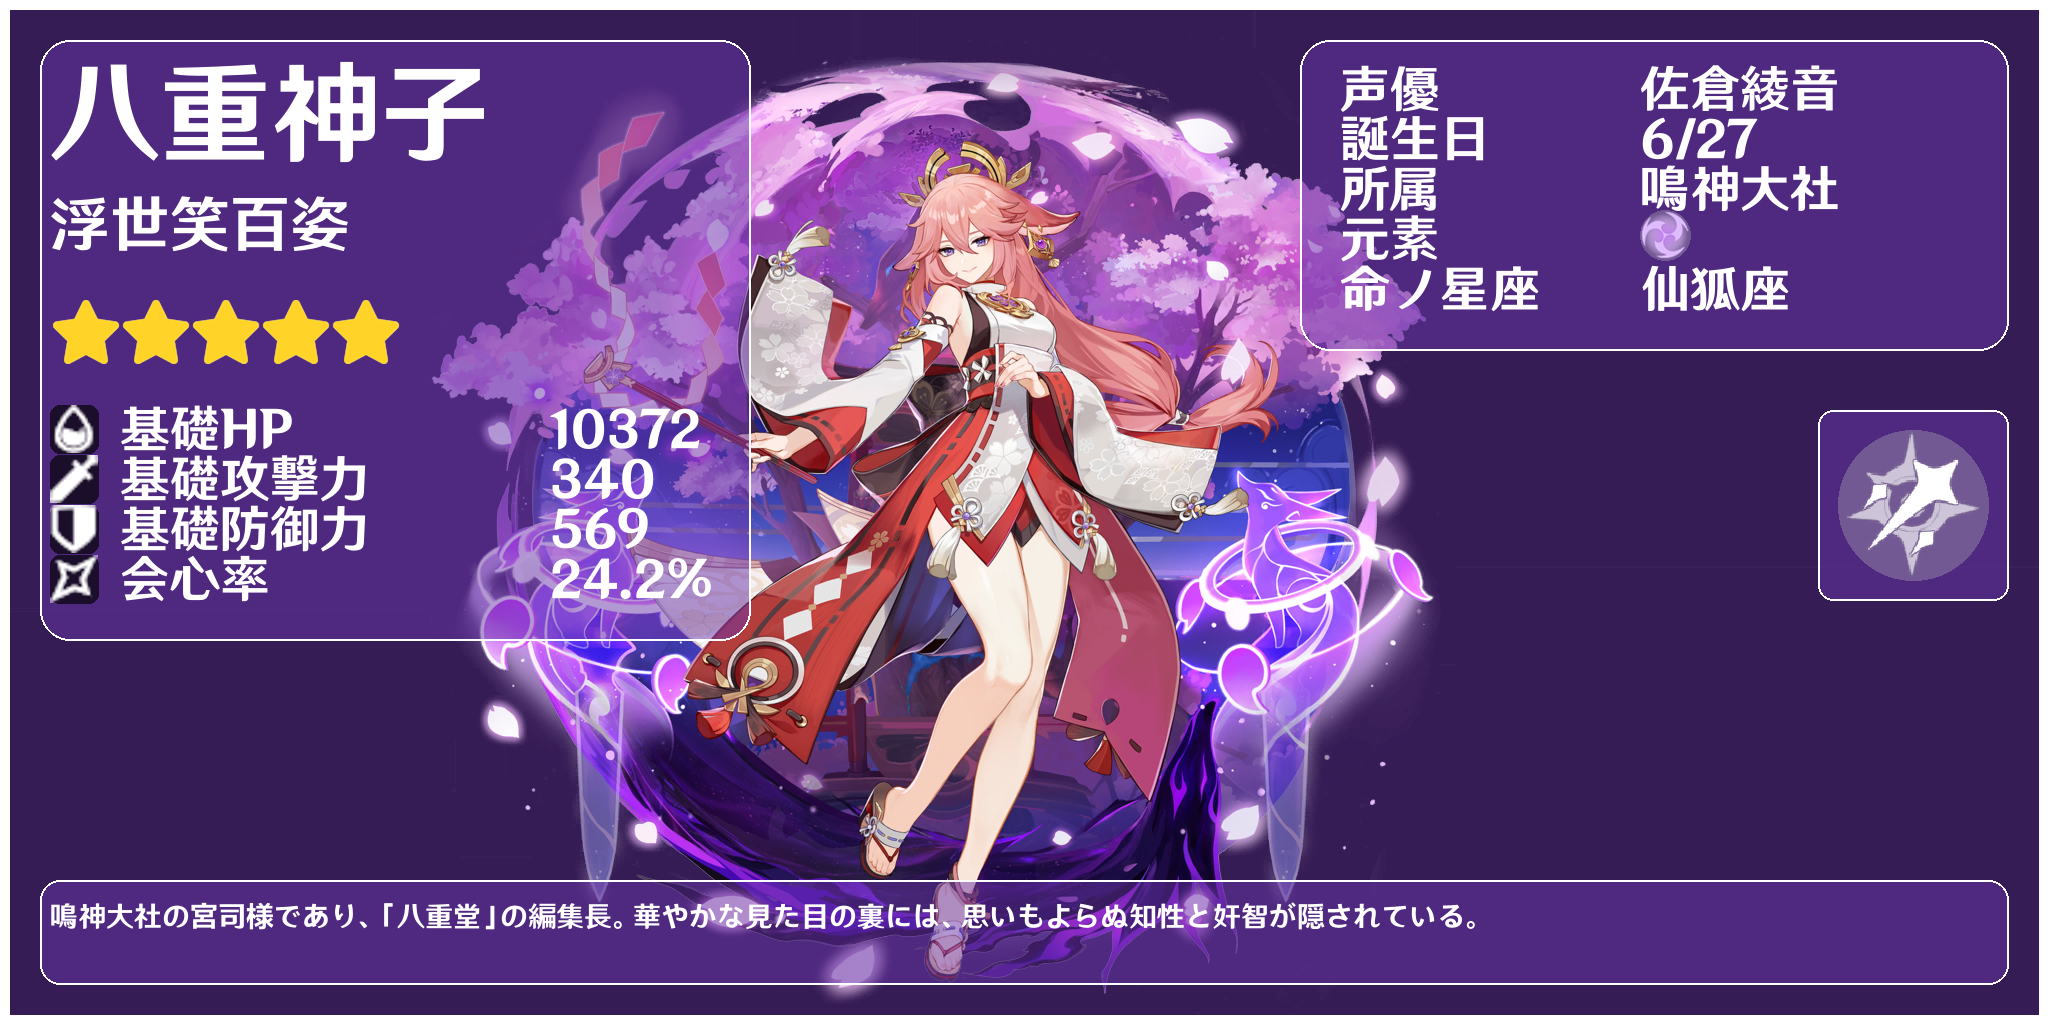 八重神子
浮世笑百姿
基礎HP 10372
基礎攻撃力 340
基礎防御力 569
会心率 24.2%
声優 佐倉綾音
誕生日 6/27
所属 鳴神大社
元素
命ノ星座 仙狐座
鳴神大社の宮司様であり、「八重堂」の編集長。華やかな見た目の裏には、思いもよらぬ知性と奸智が隠されている。